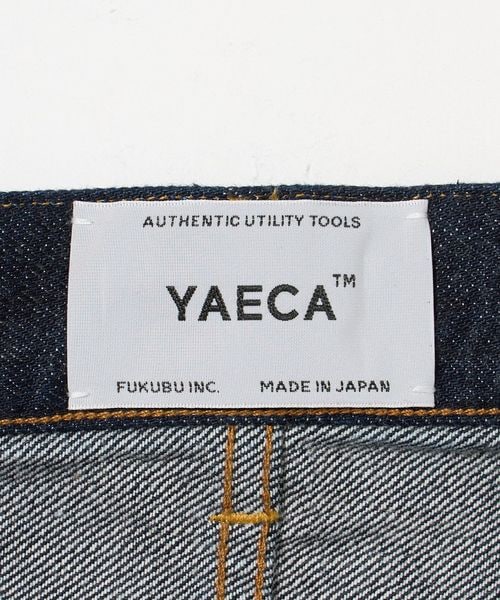 AUTHENTIC UTILITY TOOLS
YAECA™
FUKUBU INC. MADE IN JAPAN